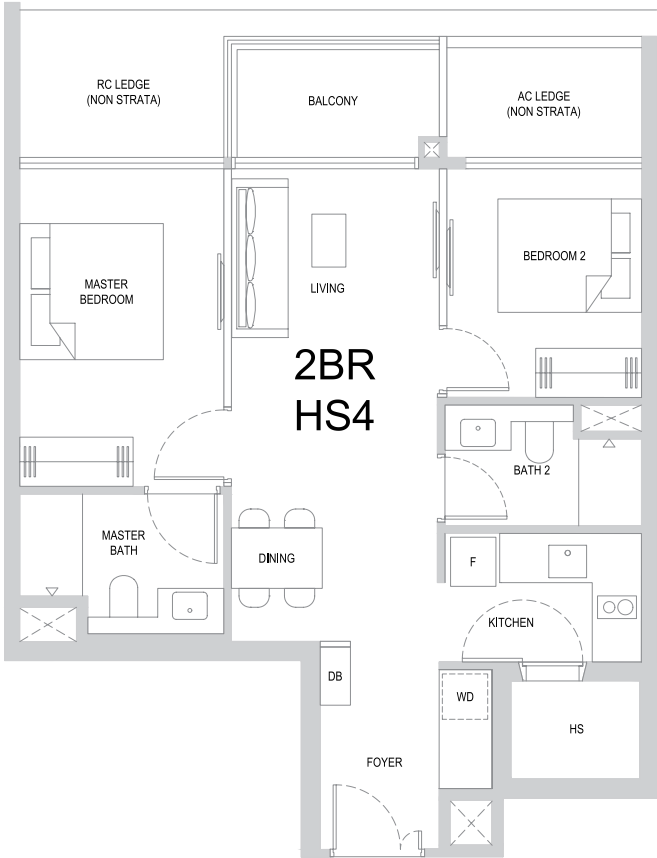 RC LEDGE
(NON STRATA)
BALCONY
AC LEDGE
(NON STRATA)
MASTER
BEDROOM
LIVING
BEDROOM 2
2BR
HS4
BATH 2
MASTER
BATH
DINING
F
KITCHEN
DB
WD
HS
FOYER